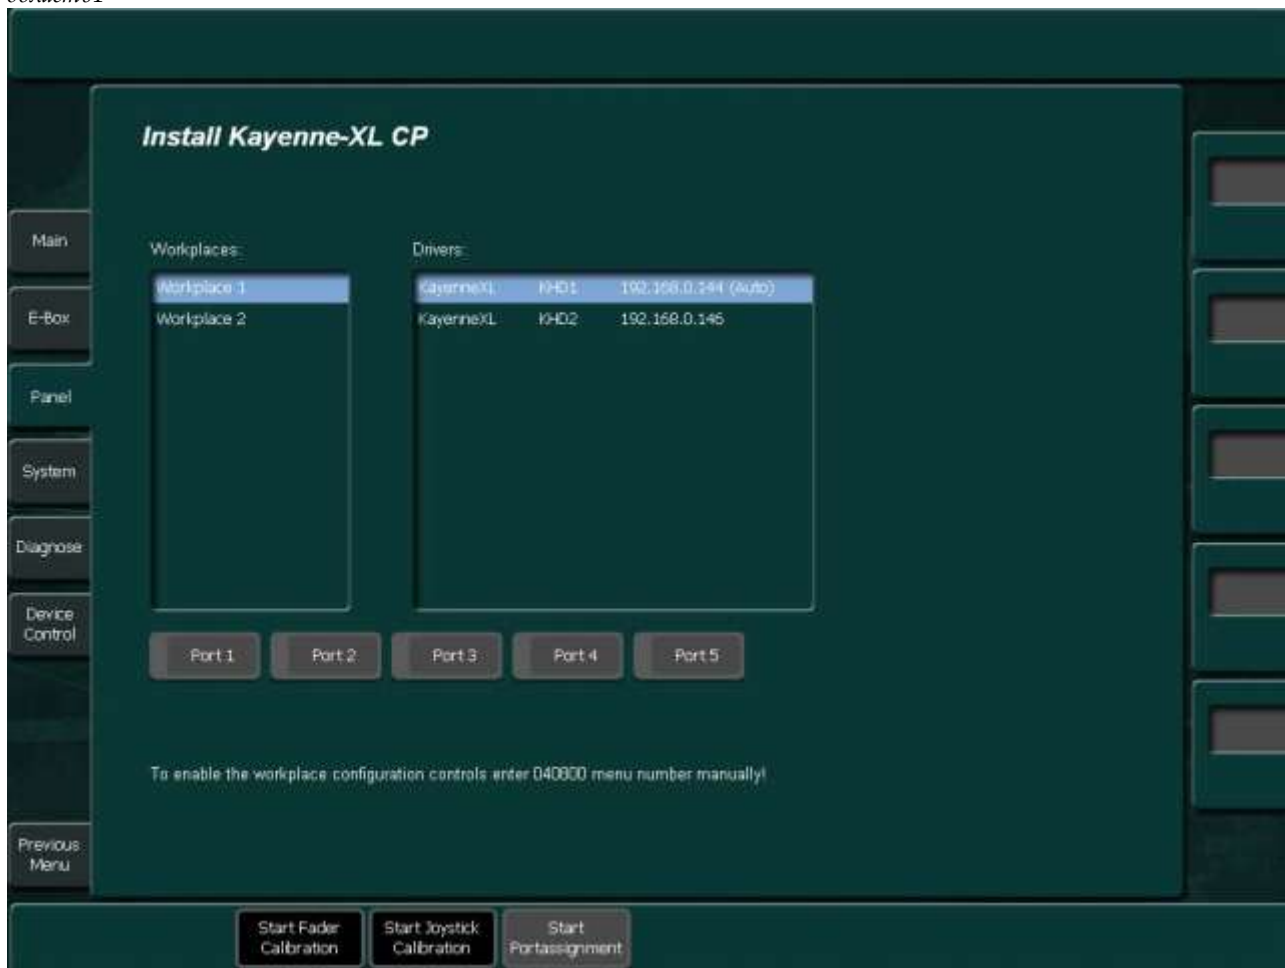 Install Kayenne-XL CP
Main
E-Box
Panel
System
Diagnose
Device
Control
Previous
Menu
Workplaces:
Workplace 1
Workplace 2
Drivers:
KayenneXL KHD1 192.168.0.144 (Auto)
KayenneXL KHD2 192.168.0.146
Port 1 Port 2 Port 3 Port 4 Port 5
To enable the workplace configuration controls enter 040800 menu number manually!
Start Fader
Calibration
Start Joystick
Calibration
Start
Portassignment